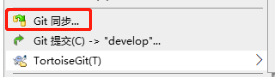 Git 同步...
Git 提交(C) -> "develop"...
TortoiseGit(T)